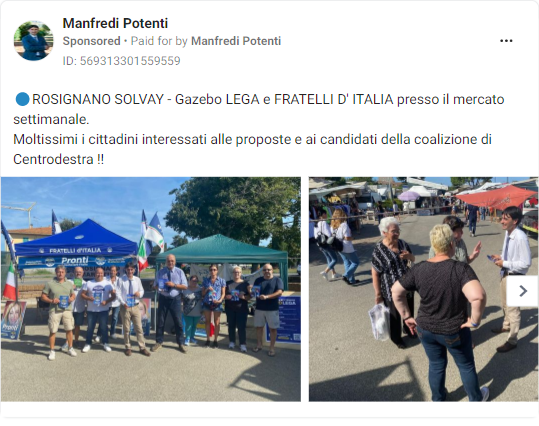 Manfredi Potenti
Sponsored • Paid for by Manfredi Potenti
ID: 569313301559559
🔵ROSIGNANO SOLVAY - Gazebo LEGA e FRATELLI D' ITALIA presso il mercato
settimanale.
Moltissimi i cittadini interessati alle proposte e ai candidati della coalizione di
Centrodestra !!
FRATELLI d'ITALIA
Pronti
Pronti